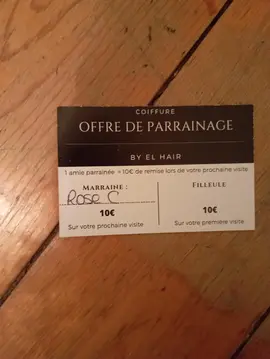 COIFFURE
OFFRE DE PARRAINAGE
BY EL HAIR
1 amie parrainée = 10€ de remise lors de votre prochaine visite
MARRAINE :
Rose C
10€
Sur votre prochaine visite
FILLEULE
10€
Sur votre première visite